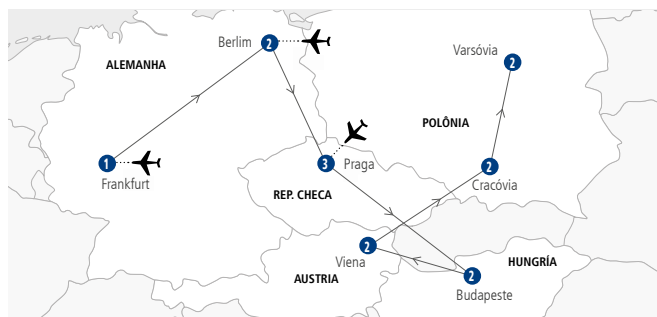 Berlim
2
Varsóvia
2
ALEMANHA
POLÔNIA
1
Frankfurt
3
Praga
2
Cracóvia
REP. CHECA
2
Viena
HUNGRÍA
AUSTRIA
2
Budapeste